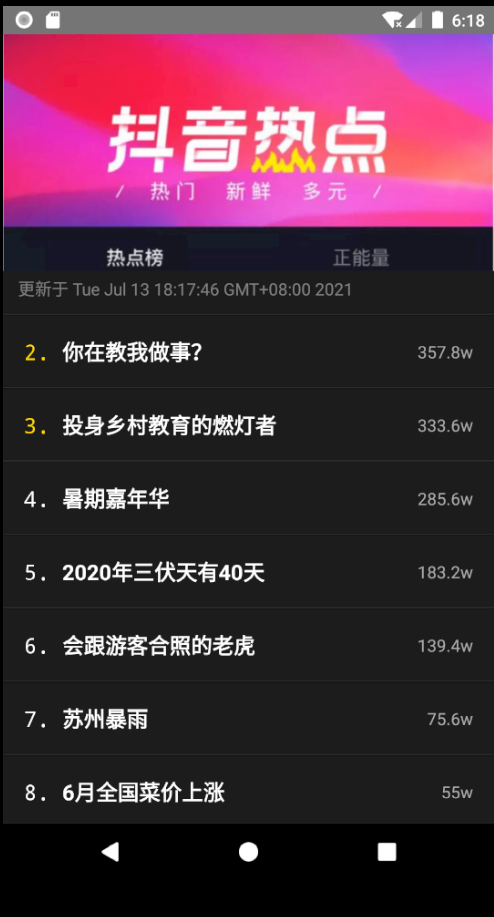 6:18
抖音热点
/ 热门 新鲜 多元 /
热点榜 正能量
更新于 Tue Jul 13 18:17:46 GMT+08:00 2021
2. 你在教我做事? 357.8w
3. 投身乡村教育的燃灯者 333.6w
4. 暑期嘉年华 285.6w
5. 2020年三伏天有40天 183.2w
6. 会跟游客合照的老虎 139.4w
7. 苏州暴雨 75.6w
8. 6月全国菜价上涨 55w